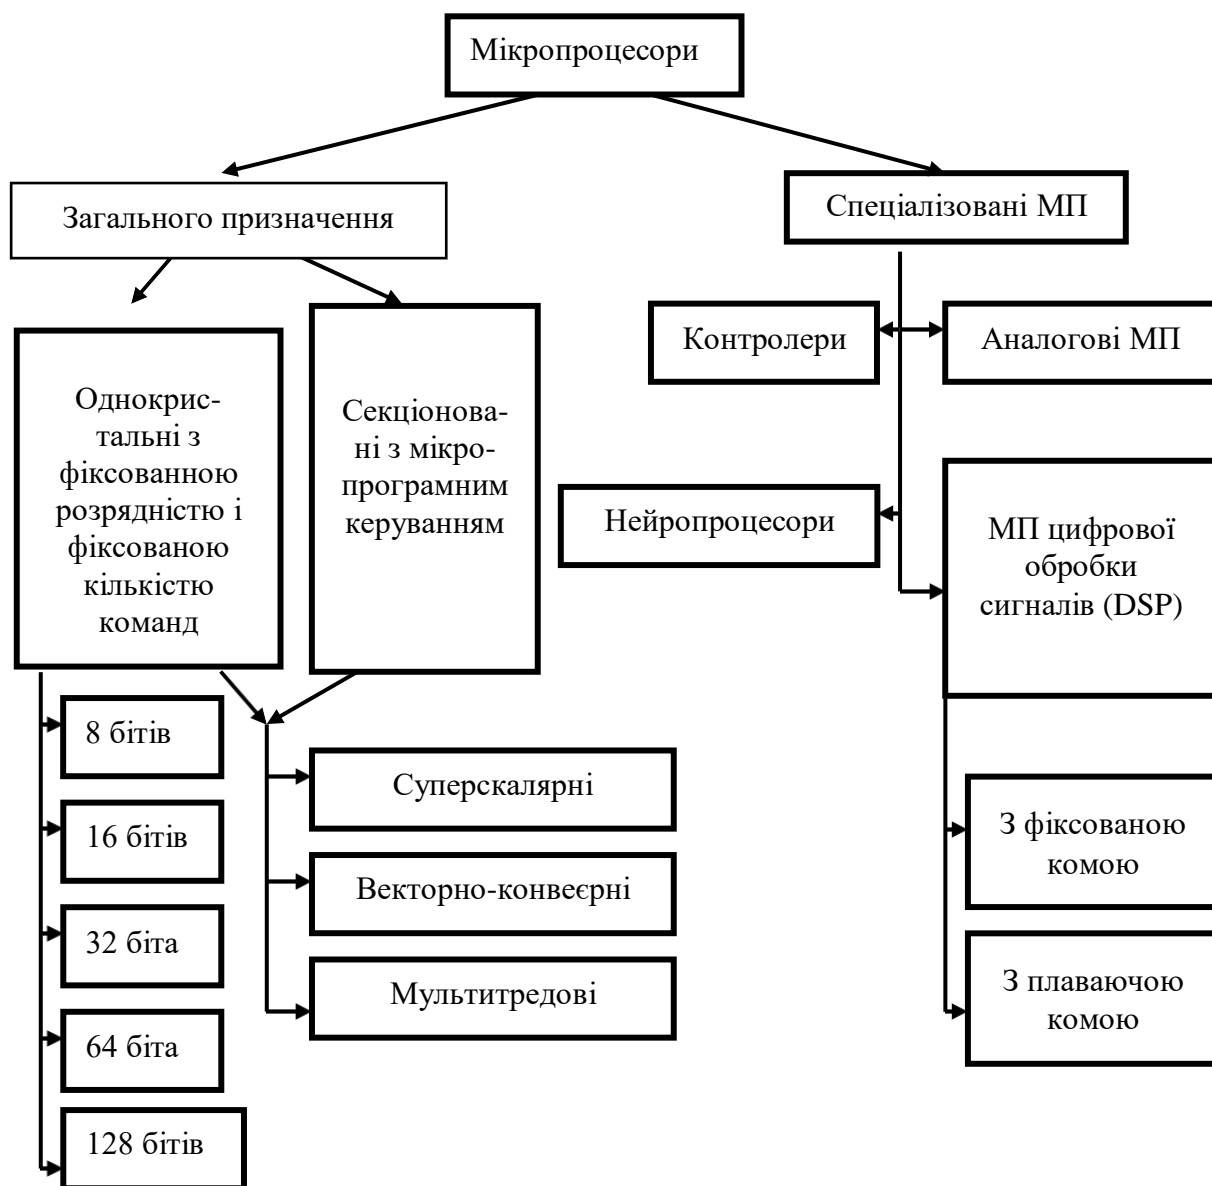 Мікропроцесори
Загального призначення
Спеціалізовані МП
Однокрис-
тальні з
фіксованною
розрядністю і
фіксованою
кількістю
команд
Секціонова-
ні з мікро-
програмним
керуванням
Контролери
Аналогові МП
Нейропроцесори
МП цифрової
обробки
сигналів (DSP)
8 бітів
16 бітів
32 біта
64 біта
128 бітів
Суперскалярні
Векторно-конвеєрні
Мультитредові
З фіксованою
комою
З плаваючою
комою